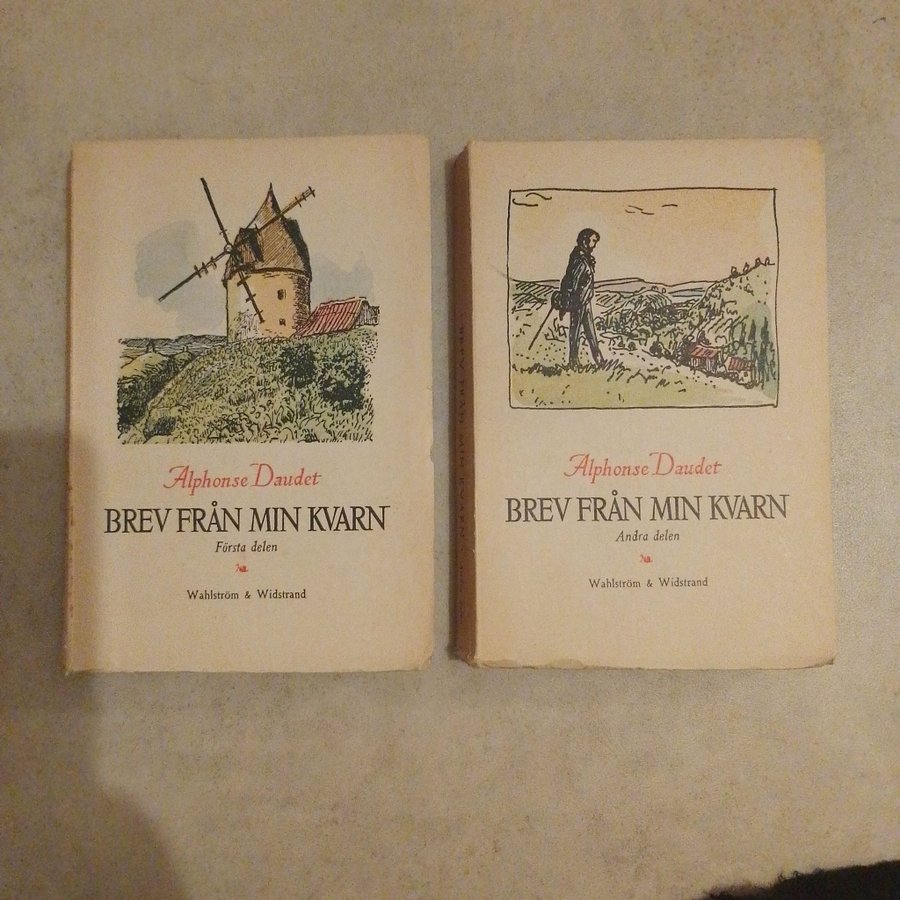 Alphonse Daudet
BREV FRÅN MIN KVARN
Första delen
Wahlström & Widstrand
Alphonse Daudet
BREV FRÅN MIN KVARN
Andra delen
Wahlström & Widstrand